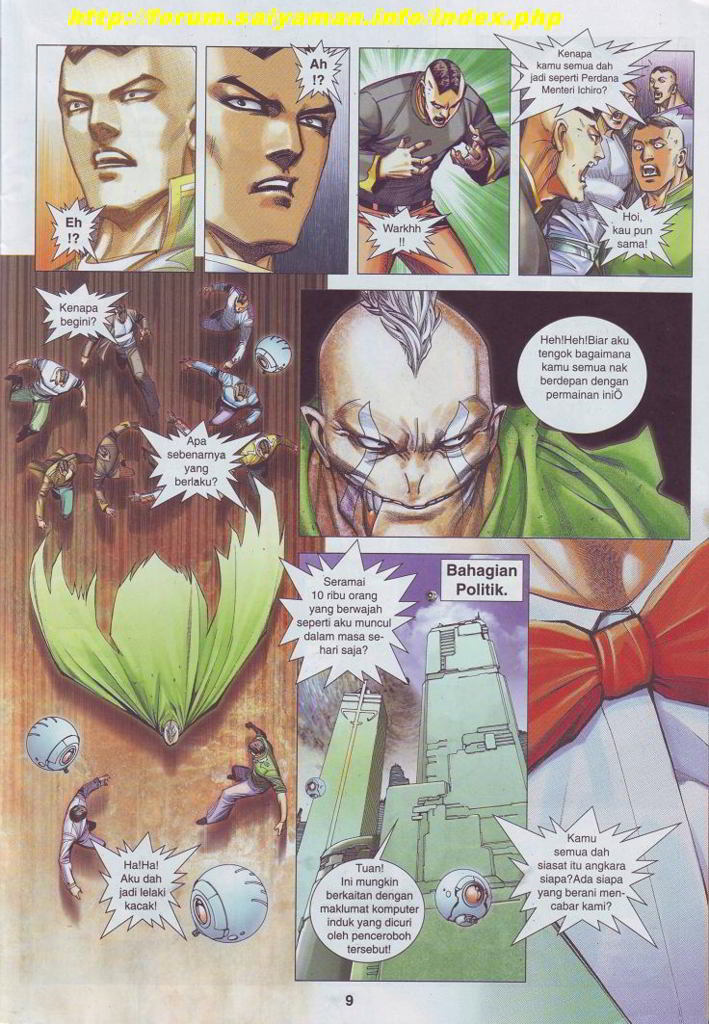 http://forum.saiyaman.info/index.php
Eh
!?
Ah
!?
Warkhh
!!
Kenapa
kamu semua dah
jadi seperti Perdana
Menteri Ichiro?
Hoi,
kau pun
sama!
Kenapa
begini?
Apa
sebenarnya
yang
berlaku?
Heh!Heh!Biar aku
tengok bagaimana
kamu semua nak
berdepan dengan
permainan iniÖ
Seramai
10 ribu orang
yang berwajah
seperti aku muncul
dalam masa se-
hari saja?
Bahagian
Politik.
Ha!Ha!
Aku dah
jadi lelaki
kacak!
Tuan!
Ini mungkin
berkaitan dengan
maklumat komputer
induk yang dicuri
oleh penceroboh
tersebut!
Kamu
semua dah
siasat itu angkara
siapa?Ada siapa
yang berani men-
cabar kami?
9